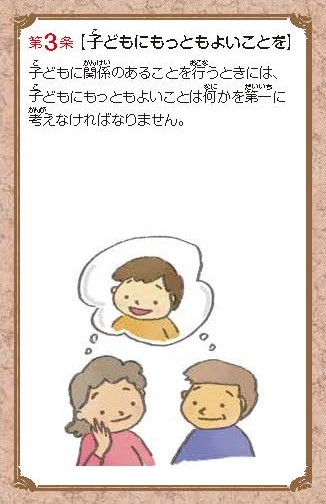 第3条【子どもにもっともよいことを】
子どもに関係のあることを行うときには、
子どもにもっともよいことは何かを第一に
考えなければなりません。